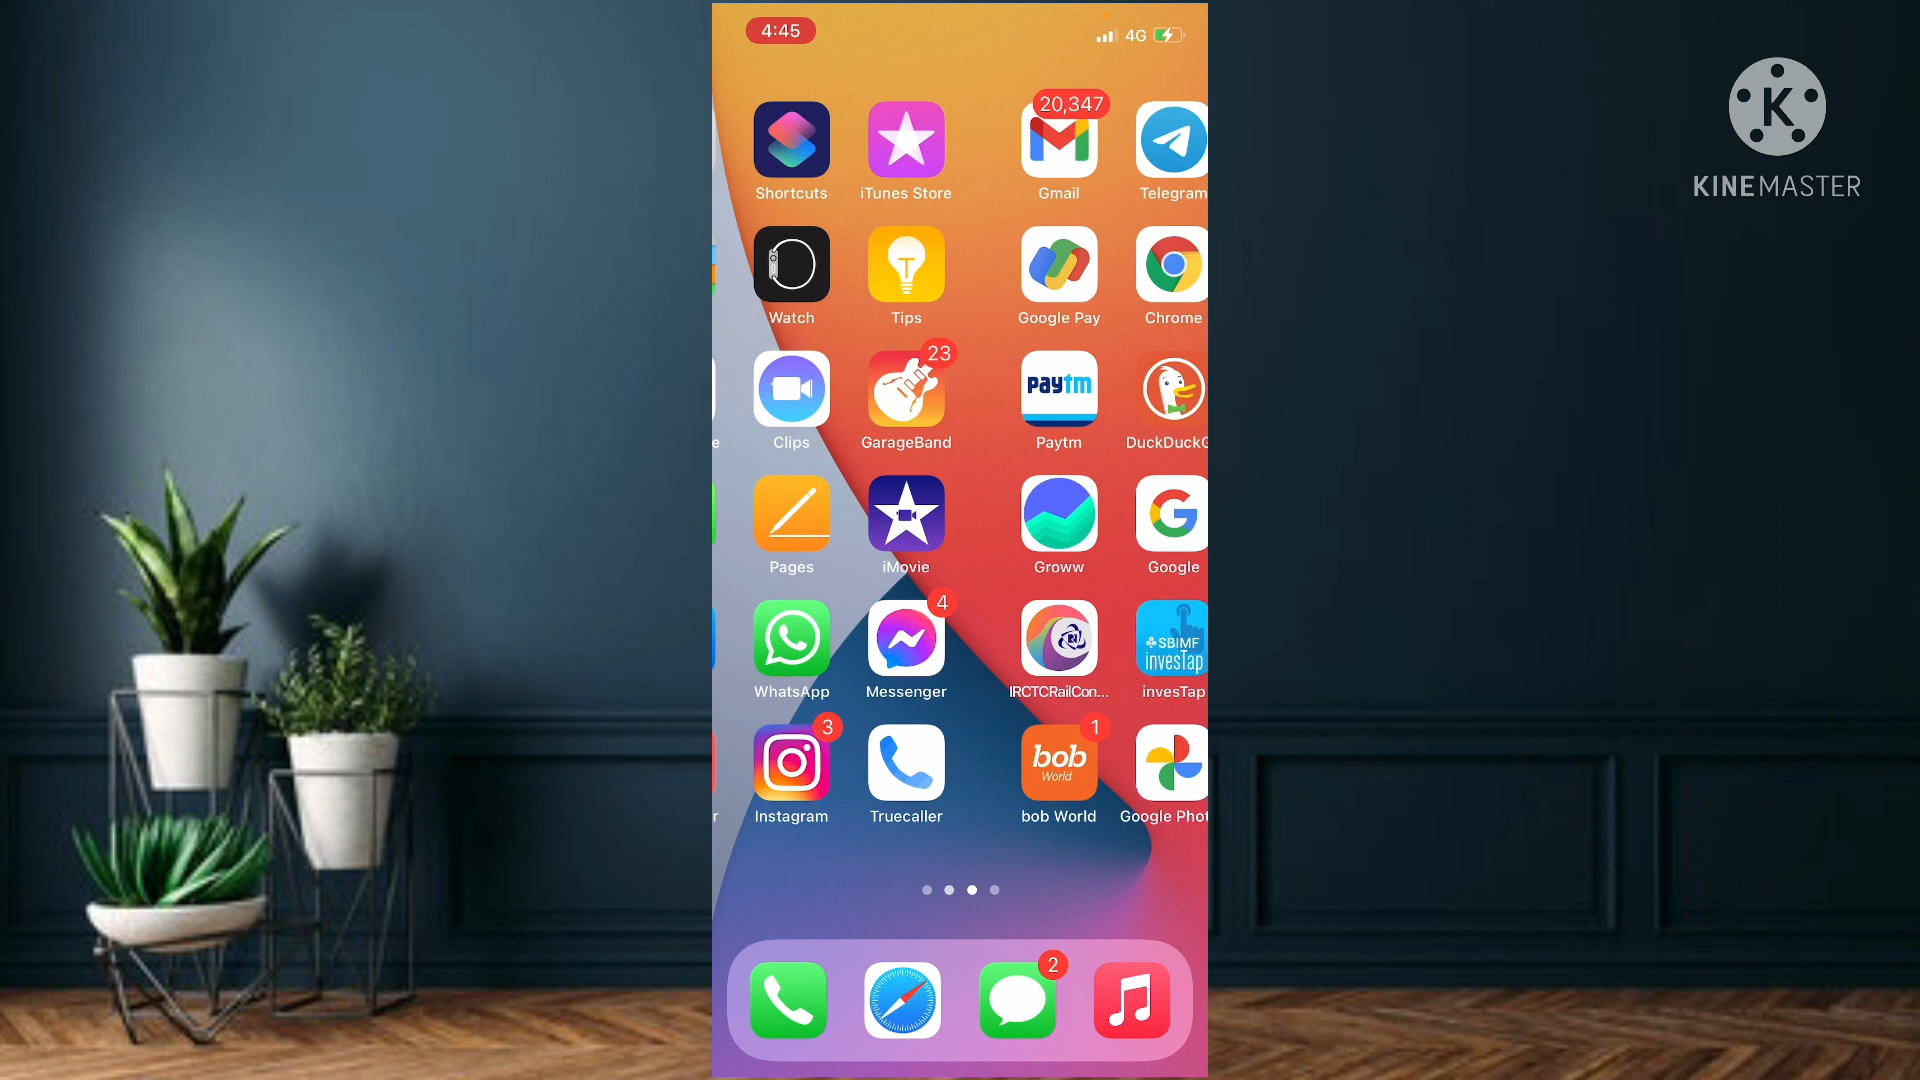 4:45
4G
K
KINEMASTER
20,347
Shortcuts
iTunes Store
Gmail
Telegram
Watch
Tips
Google Pay
Chrome
23
paytm
e
Clips
GarageBand
Paytm
DuckDuckG
Pages
iMovie
Groww
Google
4
SBIMF
invesTap
WhatsApp
Messenger
IRCTCRailCon...
invesTap
3
1
bob
World
r
Instagram
Truecaller
bob World
Google Phot
2